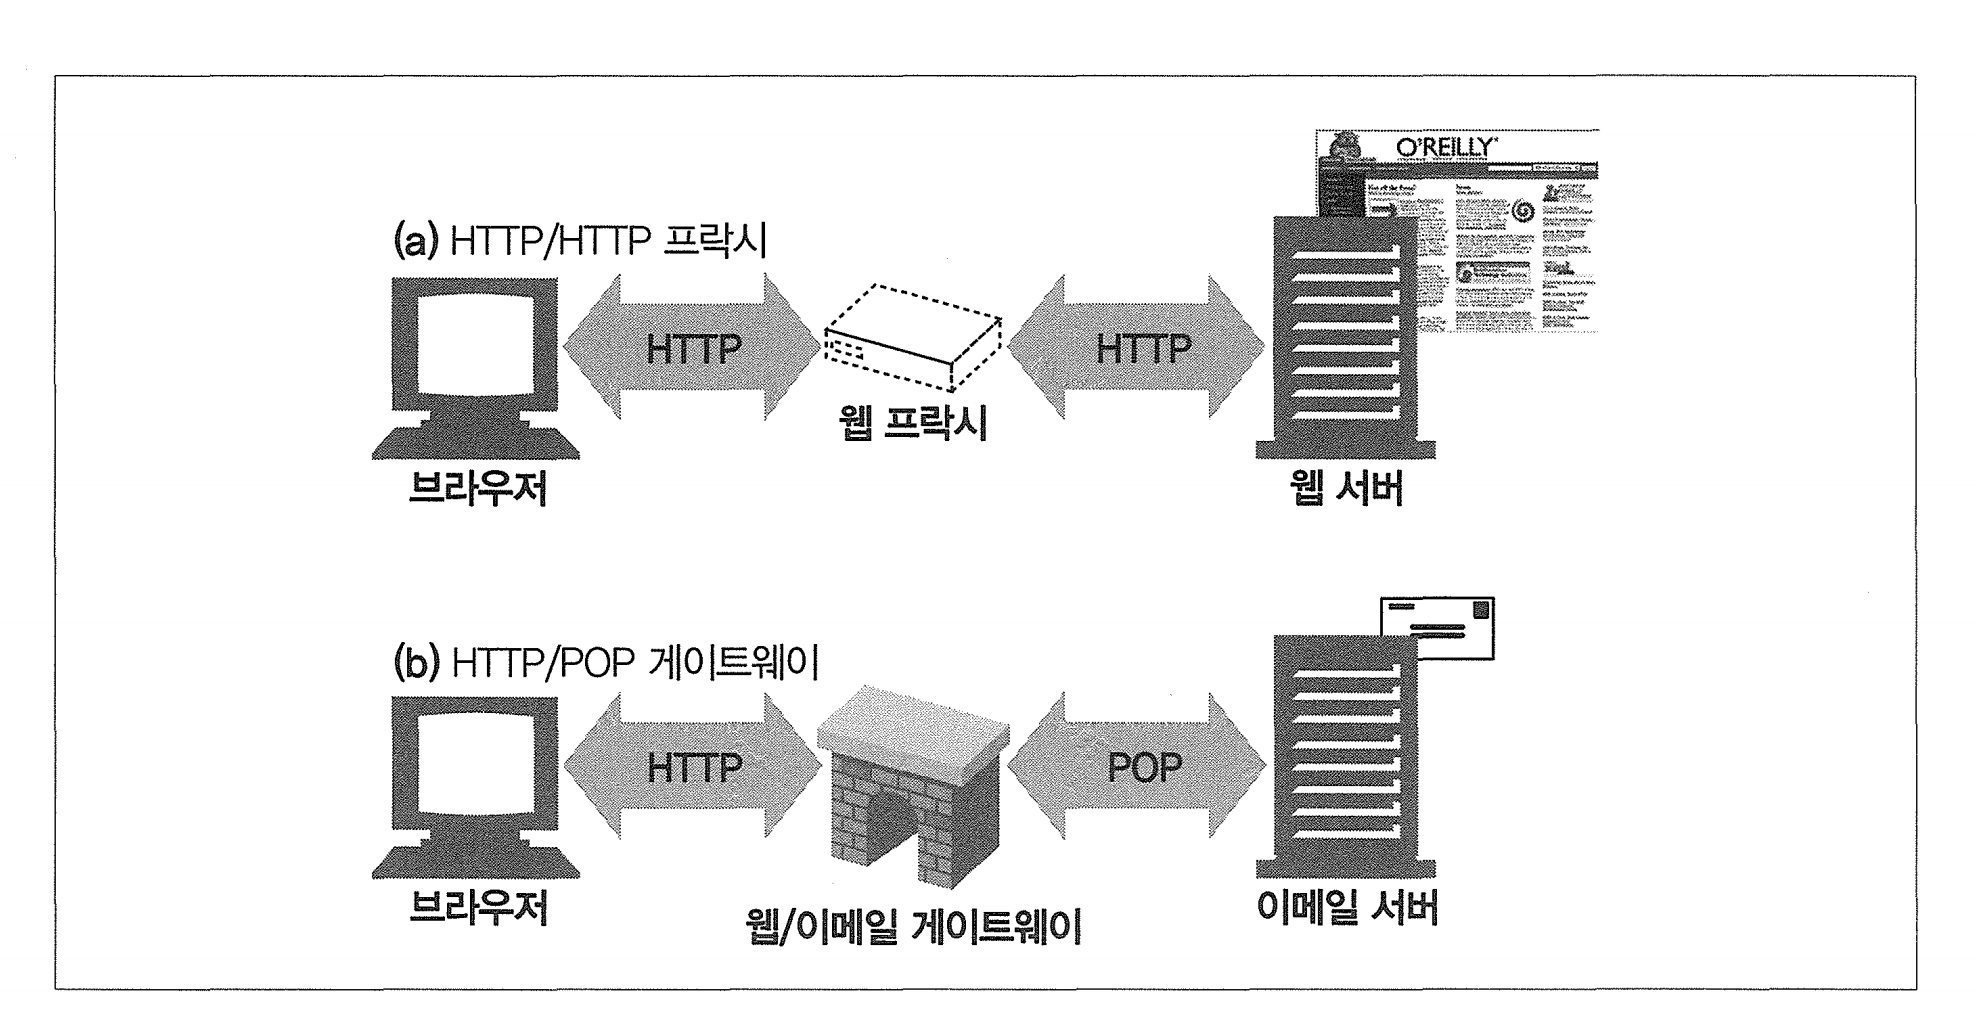 O'REILLY
(a) HTTP/HTTP 프락시
HTTP
HTTP
웹 프락시
브라우저
웹 서버
(b) HTTP/POP 게이트웨이
HTTP
POP
브라우저
웹/이메일 게이트웨이
이메일 서버